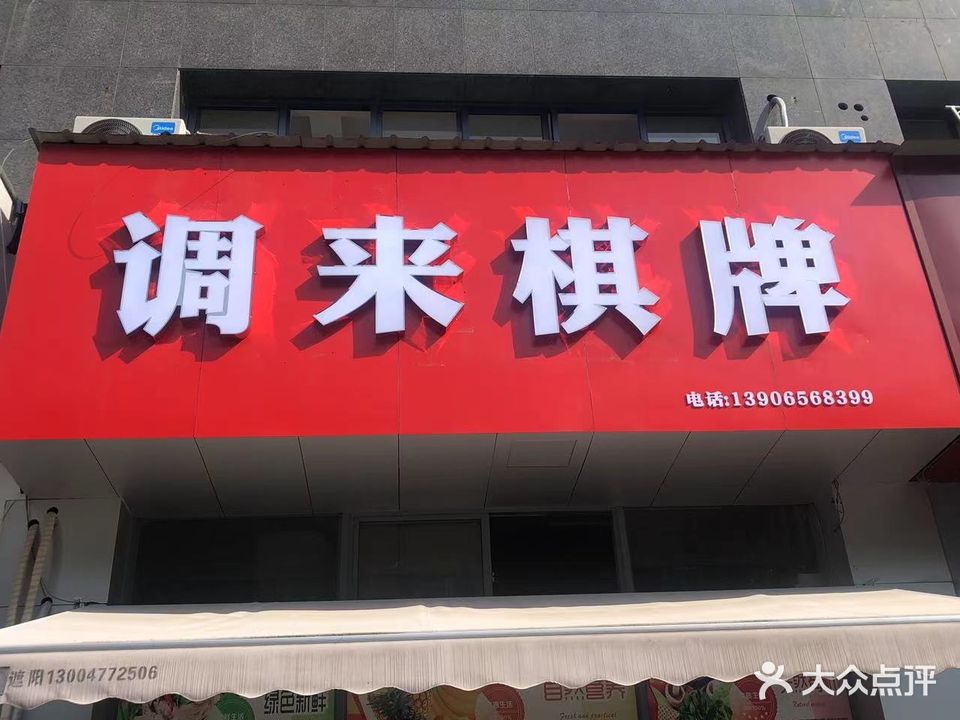 Midea
Midea
调来棋牌
电话:13906568399
遮阳13004772506
绿色新鲜
自然营养
大众点评